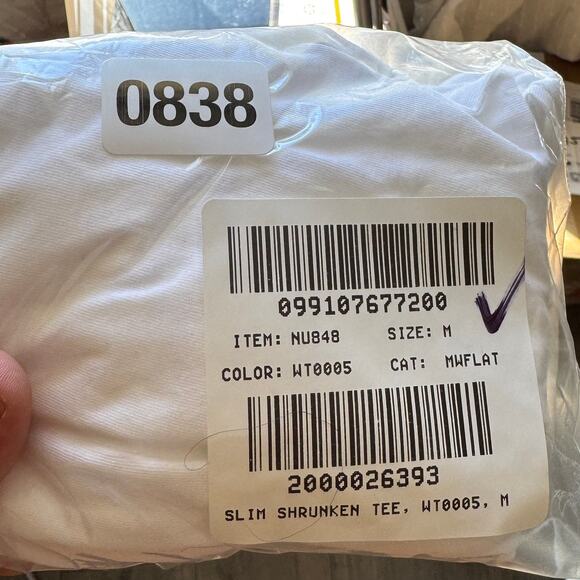 0838
099107677200
ITEM: NU848 SIZE: M
COLOR: WT0005 CAT: MWFLAT
2000026393
SLIM SHRUNKEN TEE, WT0005, M